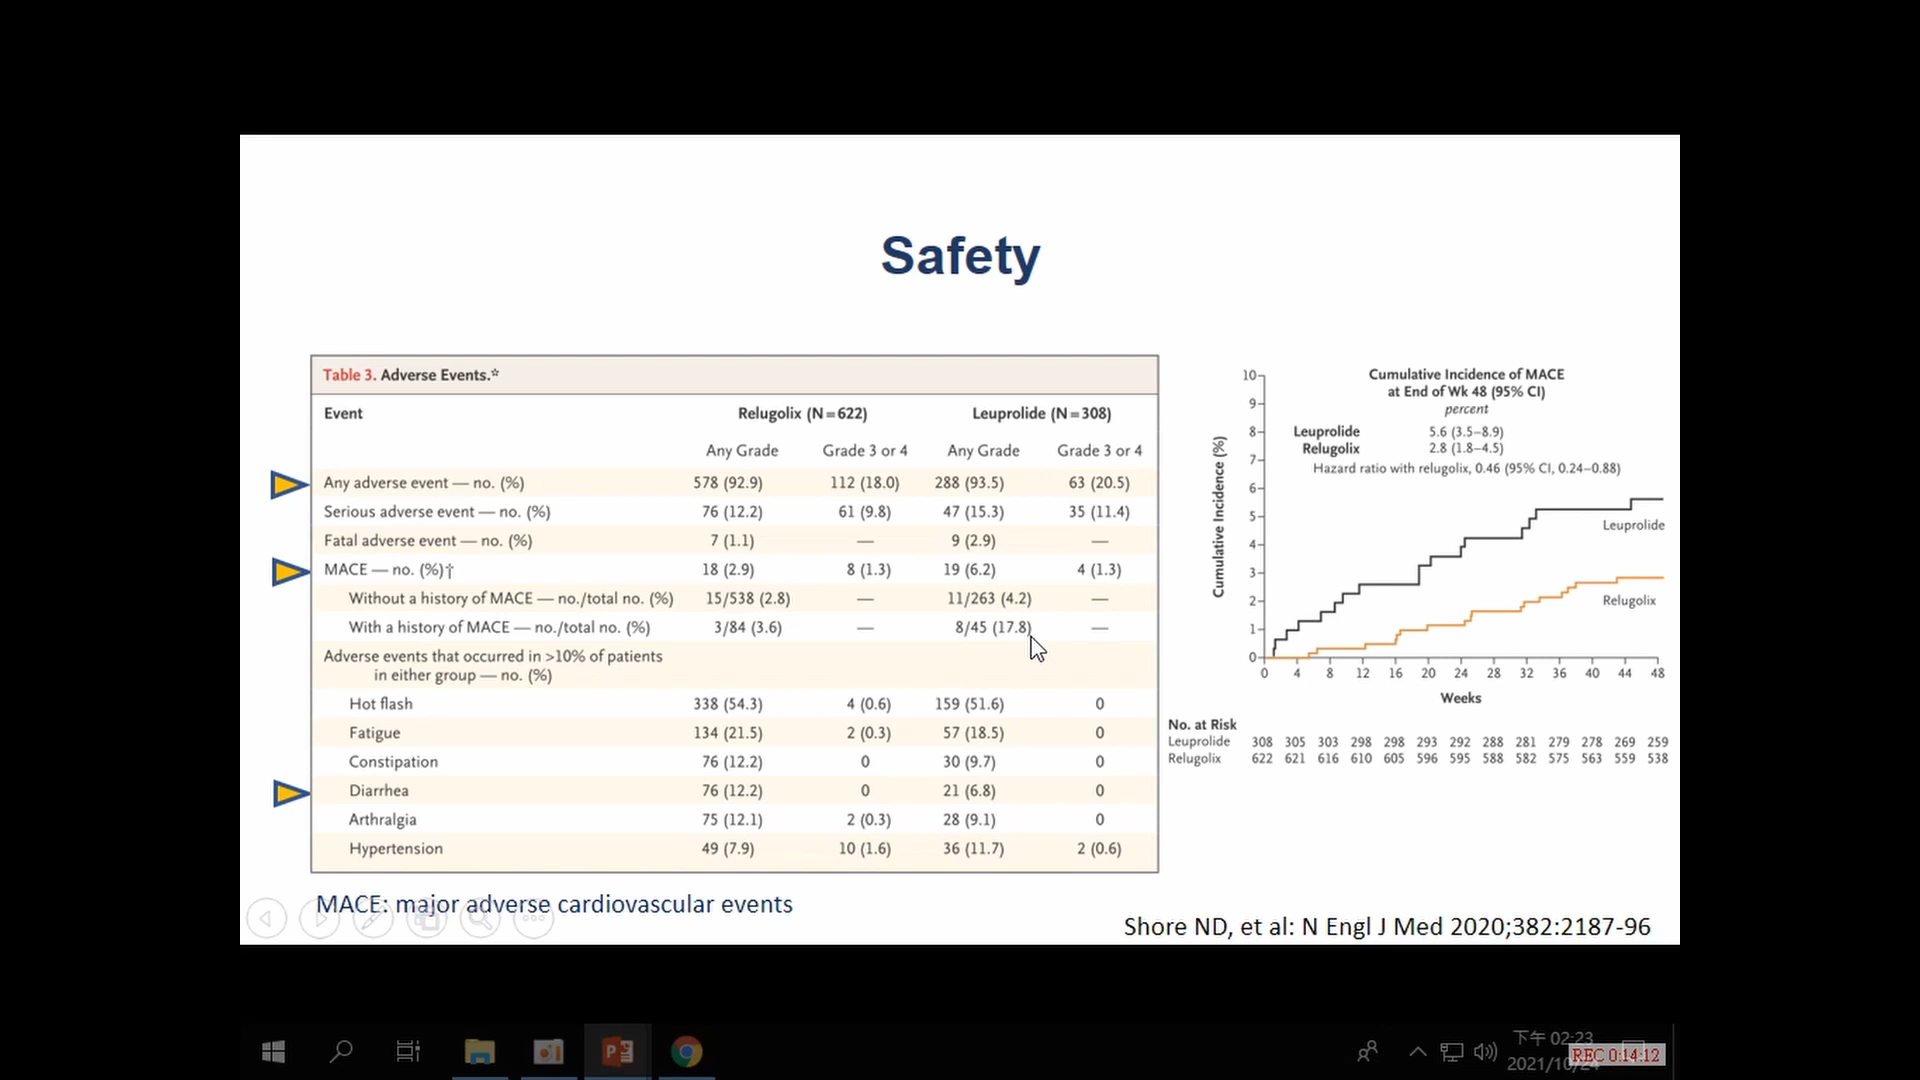 Safety
Table 3. Adverse Events.*
Event Relugolix (N=622) Leuprolide (N=308)
Any Grade Grade 3 or 4 Any Grade Grade 3 or 4
Any adverse event — no. (%) 578 (92.9) 112 (18.0) 288 (93.5) 63 (20.5)
Serious adverse event — no. (%) 76 (12.2) 61 (9.8) 47 (15.3) 35 (11.4)
Fatal adverse event — no. (%) 7 (1.1) — 9 (2.9) —
MACE — no. (%)† 18 (2.9) 8 (1.3) 19 (6.2) 4 (1.3)
Without a history of MACE — no./total no. (%) 15/538 (2.8) — 11/263 (4.2) —
With a history of MACE — no./total no. (%) 3/84 (3.6) — 8/45 (17.8) —
Adverse events that occurred in >10% of patients
in either group — no. (%)
Hot flash 338 (54.3) 4 (0.6) 159 (51.6) 0
Fatigue 134 (21.5) 2 (0.3) 57 (18.5) 0
Constipation 76 (12.2) 0 30 (9.7) 0
Diarrhea 76 (12.2) 0 21 (6.8) 0
Arthralgia 75 (12.1) 2 (0.3) 28 (9.1) 0
Hypertension 49 (7.9) 10 (1.6) 36 (11.7) 2 (0.6)
MACE: major adverse cardiovascular events
Cumulative Incidence of MACE
at End of Wk 48 (95% CI)
percent
Leuprolide 5.6 (3.5–8.9)
Relugolix 2.8 (1.8–4.5)
Hazard ratio with relugolix, 0.46 (95% CI, 0.24–0.88)
Cumulative Incidence (%)
10
9
8
7
6
5
4
3
2
1
0
Leuprolide
Relugolix
0 4 8 12 16 20 24 28 32 36 40 44 48
Weeks
No. at Risk
Leuprolide 308 305 303 298 298 293 292 288 281 279 278 269 259
Relugolix 622 621 616 610 605 596 595 588 582 575 563 559 538
Shore ND, et al: N Engl J Med 2020;382:2187-96
下午 02:23
2021/10/24
REC 0:14:12